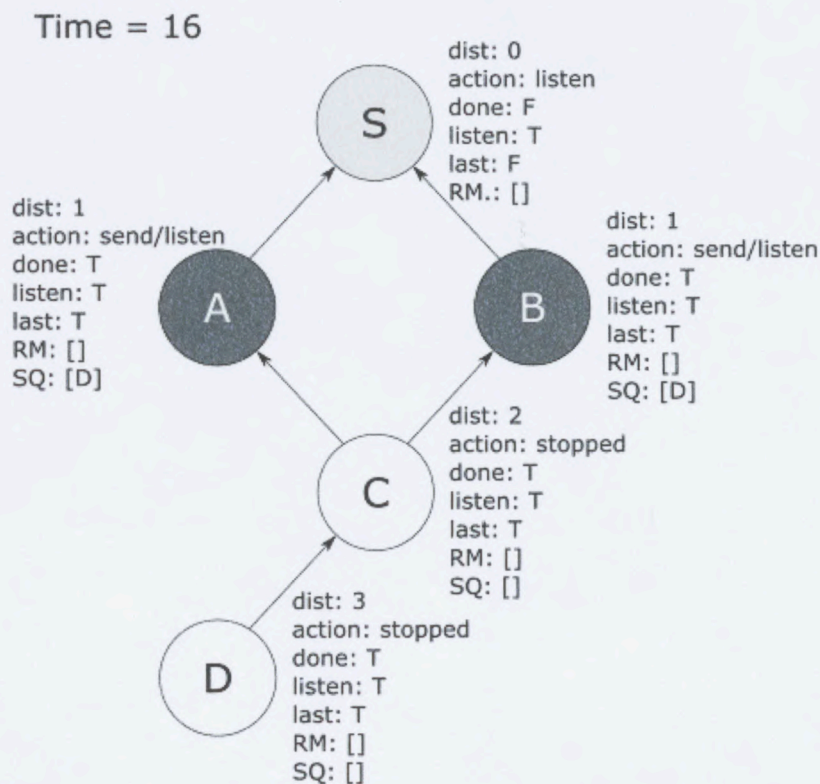 Time = 16
dist: 0
action: listen
done: F
listen: T
last: F
RM.: []
S
dist: 1
action: send/listen
done: T
listen: T
last: T
RM: []
SQ: [D]
A
dist: 1
action: send/listen
done: T
listen: T
last: T
RM: []
SQ: [D]
B
dist: 2
action: stopped
done: T
listen: T
last: T
RM: []
SQ: []
C
dist: 3
action: stopped
done: T
listen: T
last: T
RM: []
SQ: []
D